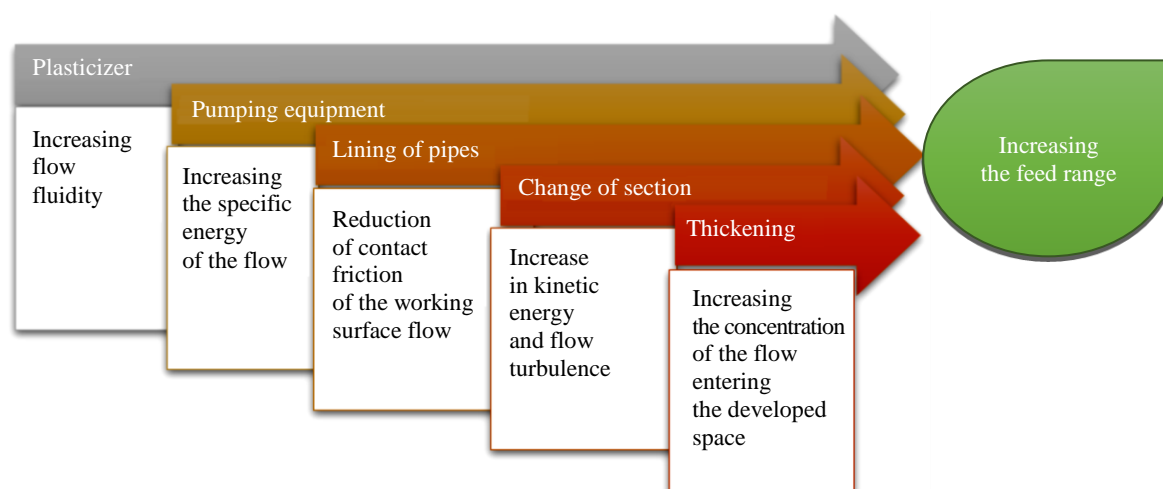 Plasticizer
Increasing
flow
fluidity
Pumping equipment
Increasing
the specific
energy
of the flow
Lining of pipes
Reduction
of contact
friction
of the working
surface flow
Change of section
Increase
in kinetic
energy
and flow
turbulence
Thickening
Increasing
the concentration
of the flow
entering
the developed
space
Increasing
the feed range